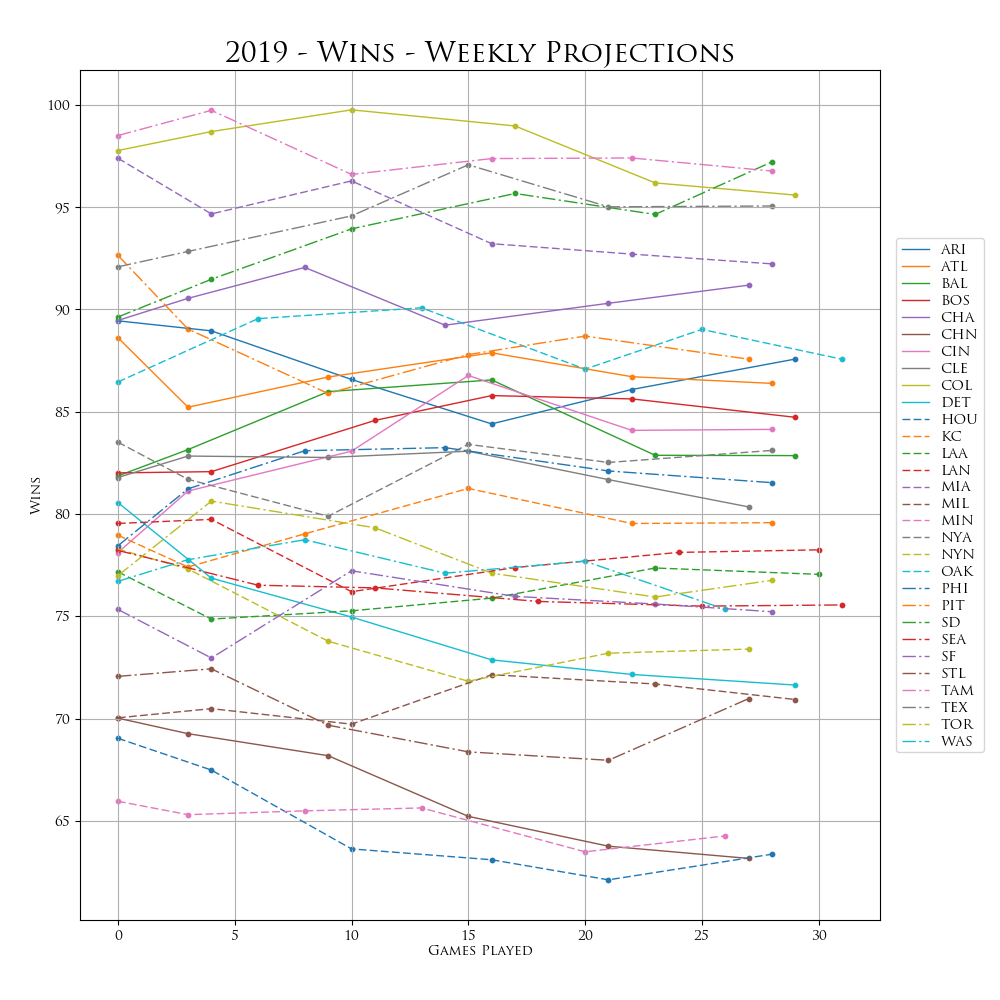 2019 - Wins - Weekly Projections
100
95
90
85
80
75
70
65
Wins
0 5 10 15 20 25 30
Games Played
ARI
ATL
BAL
BOS
CHA
CHN
CIN
CLE
COL
DET
HOU
KC
LAA
LAN
MIA
MIL
MIN
NYA
NYN
OAK
PHI
PIT
SD
SEA
SF
STL
TAM
TEX
TOR
WAS